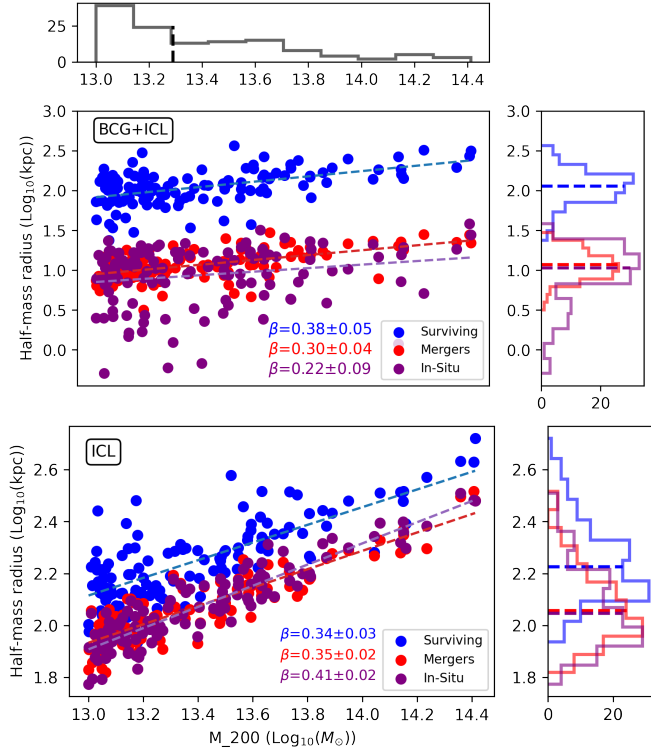 25
0
13.0 13.2 13.4 13.6 13.8 14.0 14.2 14.4
3.0
2.5
2.0
1.5
1.0
0.5
0.0
Half-mass radius (Log₁₀(kpc))
BCG+ICL
β=0.38±0.05
β=0.30±0.04
β=0.22±0.09
Surviving
Mergers
In-Situ
3.0
2.5
2.0
1.5
1.0
0.5
0.0
0 20
2.6
2.4
2.2
2.0
1.8
Half-mass radius (Log₁₀(kpc))
ICL
β=0.34±0.03
β=0.35±0.02
β=0.41±0.02
Surviving
Mergers
In-Situ
13.0 13.2 13.4 13.6 13.8 14.0 14.2 14.4
M_200 (Log₁₀(M☉))
2.6
2.4
2.2
2.0
1.8
0 20